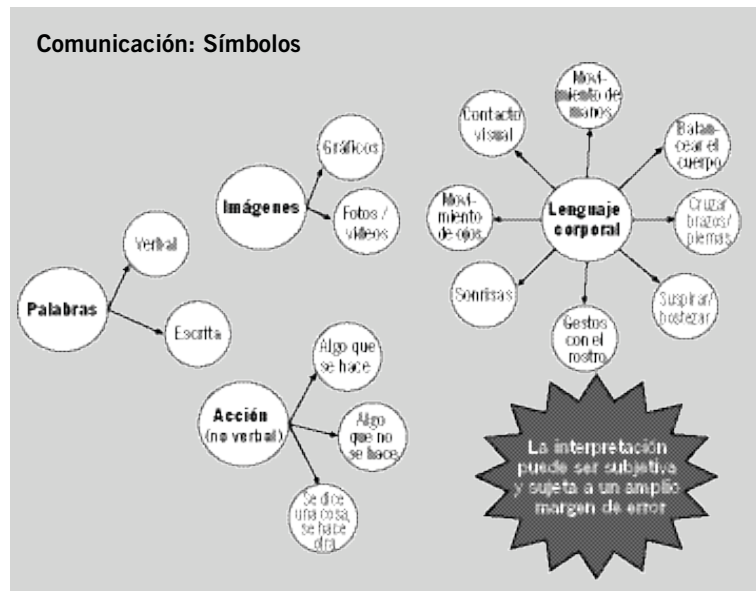 Comunicación: Símbolos
Palabras
Verbal
Escrita
Imágenes
Gráficos
Fotos /
vídeos
Acción
(no verbal)
Algo que
se hace
Algo
que no
se hace
Se dice
una cosa,
se hace
otra
Lenguaje
corporal
Movi-
miento de
manos
Balan-
cear el
cuerpo
Cruzar
brazos/
piernas
Suspirar/
bostezar
Gestos
con el
rostro
Sonrisas
Movi-
miento
de ojos
Contacto
visual
La interpretación
puede ser subjetiva
y sujeta a un amplio
margen de error